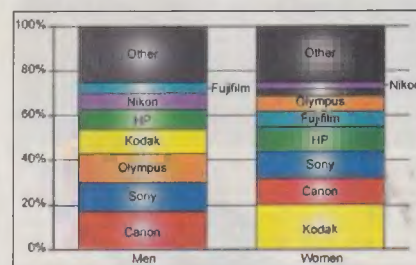 100%
80%
60%
40%
20%
0%
Other
Fujifilm
Nikon
HP
Kodak
Olympus
Sony
Canon
Men
Other
Nikon
Olympus
Fujifilm
HP
Sony
Canon
Kodak
Women